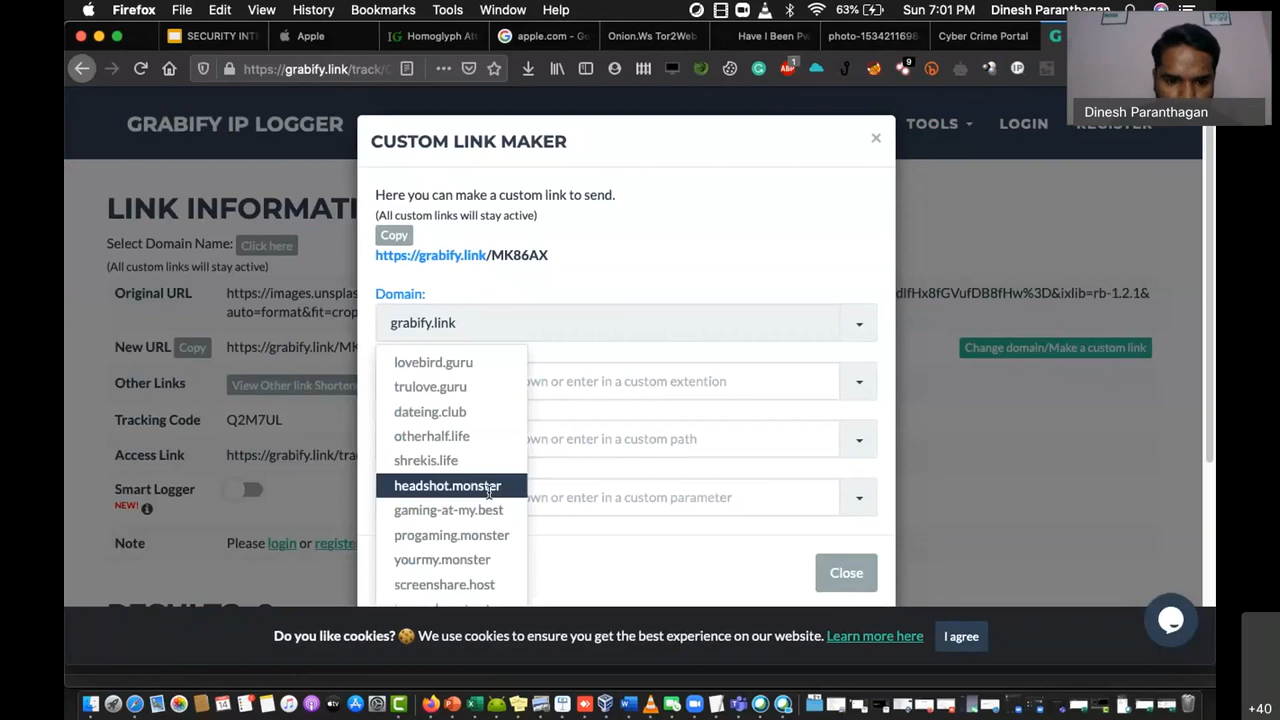 Firefox File Edit View History Bookmarks Tools Window Help 63% Sun 7:01 PM Dinesh Paranthagan
SECURITY INT Apple Homoglyph Att apple.com - Go Onion.Ws Tor2Web Have I Been Pw photo-1534211698 Cyber Crime Portal
https://grabify.link/track/
ABP 1 9 IP
Dinesh Paranthagan
GRABIFY IP LOGGER TOOLS LOGIN REGISTER
CUSTOM LINK MAKER ×
Here you can make a custom link to send.
(All custom links will stay active)
Copy
https://grabify.link/MK86AX
Domain:
grabify.link
lovebird.guru
trulove.guru
dateing.club
otherhalf.life
shrekis.life
headshot.monster
gaming-at-my.best
progaming.monster
yourmy.monster
screenshare.host
own or enter in a custom extention
own or enter in a custom path
own or enter in a custom parameter
Close
LINK INFORMATI
Select Domain Name: Click here
(All custom links will stay active)
Original URL https://images.unsplas
auto=format&fit=crop
dlfHx8fGVufDB8fHw%3D&ixlib=rb-1.2.1&
New URL Copy https://grabify.link/MK
Change domain/Make a custom link
Other Links View Other link Shortene
Tracking Code Q2M7UL
Access Link https://grabify.link/tra
Smart Logger
NEW!
Note Please login or registe
Do you like cookies? We use cookies to ensure you get the best experience on our website. Learn more here I agree
+40